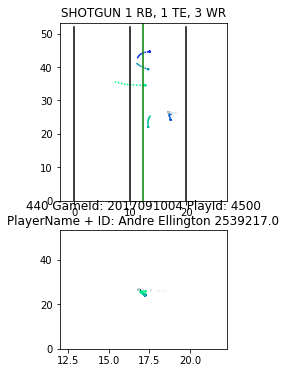 SHOTGUN 1 RB, 1 TE, 3 WR
50
40
30
20
10
0
0 10 20
440 GameId: 2017091004 PlayId: 4500
PlayerName + ID: Andre Ellington 2539217.0
40
20
0
12.5 15.0 17.5 20.0